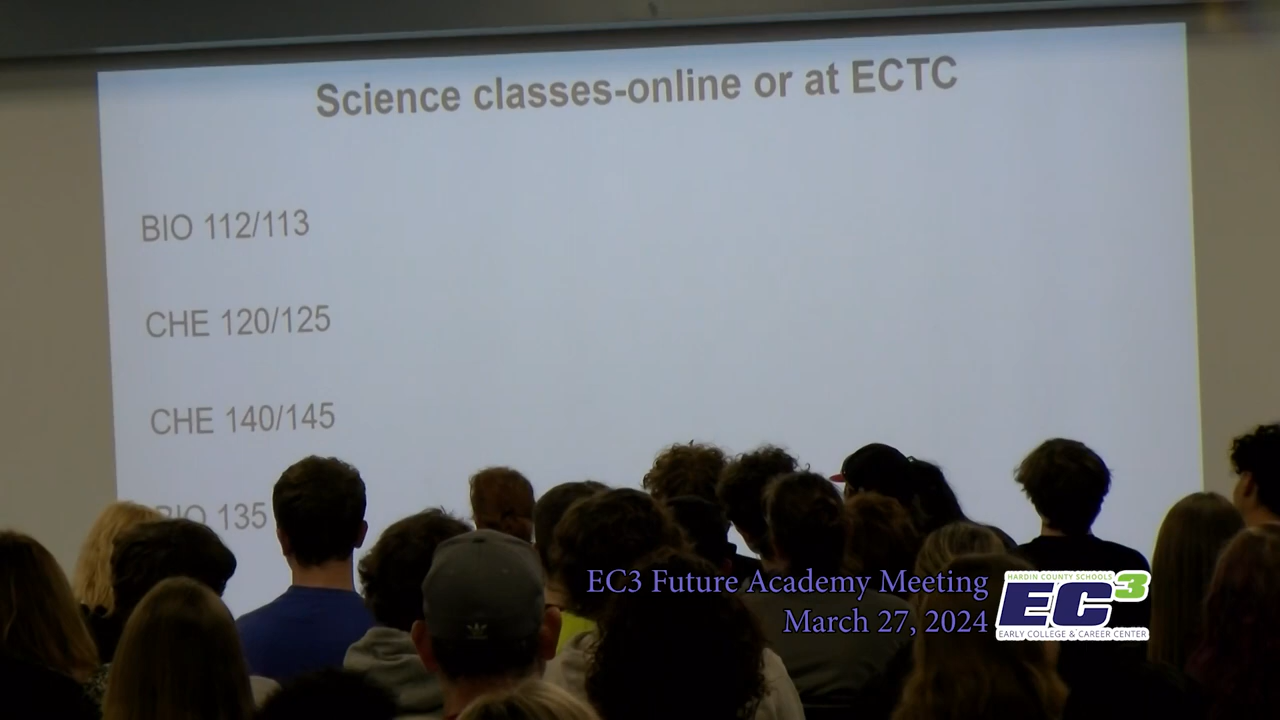 Science classes-online or at ECTC
BIO 112/113
CHE 120/125
CHE 140/145
BIO 135
EC3 Future Academy Meeting
March 27, 2024
HARDIN COUNTY SCHOOLS
EC3
EARLY COLLEGE & CAREER CENTER